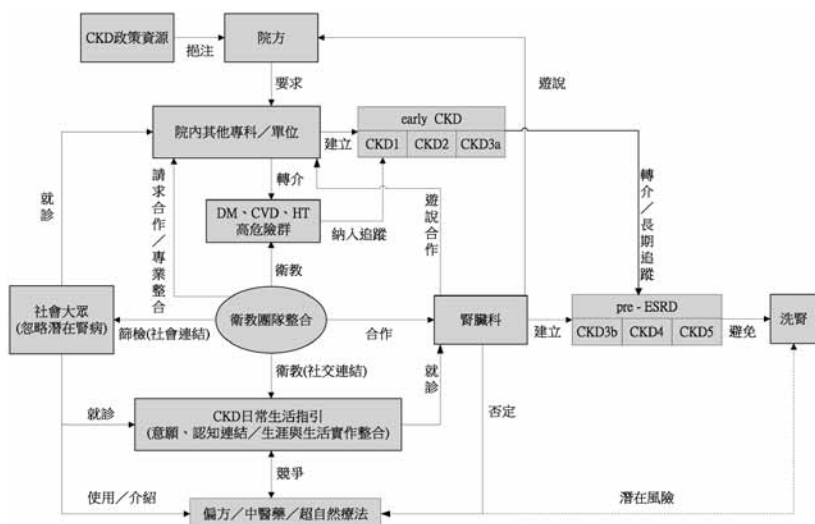 CKD政策資源
挹注
院方
要求
遊說
院內其他專科／單位
建立
early CKD
CKD1
CKD2
CKD3a
就診
請求合作／專業整合
轉介
遊說合作
轉介／長期追蹤
DM、CVD、HT
高危險群
納入追蹤
衛教
社會大眾
(忽略潛在腎病)
篩檢(社會連結)
衛教團隊整合
合作
腎臟科
建立
pre - ESRD
CKD3b
CKD4
CKD5
避免
洗腎
衛教(社交連結)
就診
就診
CKD日常生活指引
(意願、認知連結／生涯與生活實作整合)
否定
競爭
使用／介紹
偏方／中醫藥／超自然療法
潛在風險